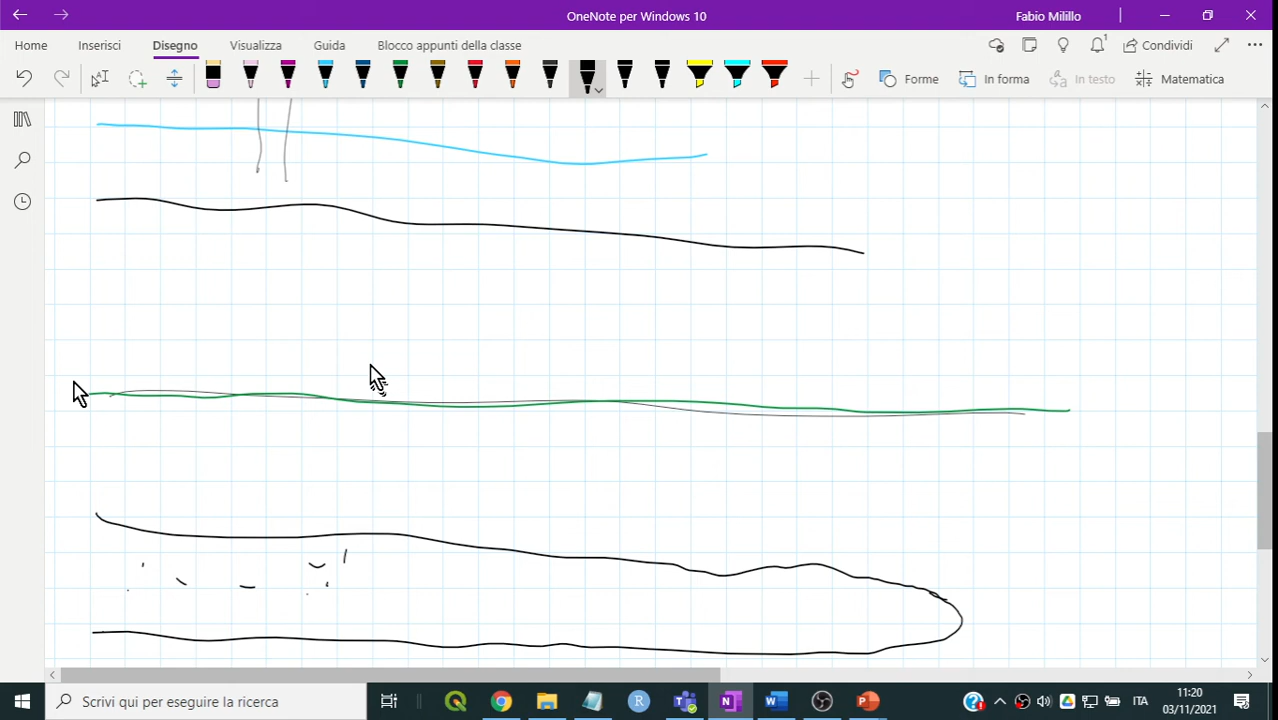 OneNote per Windows 10
Fabio Milillo
Home
Inserisci
Disegno
Visualizza
Guida
Blocco appunti della classe
Condividi
Forme
In forma
In testo
Matematica
Scrivi qui per eseguire la ricerca
ITA
11:20
03/11/2021